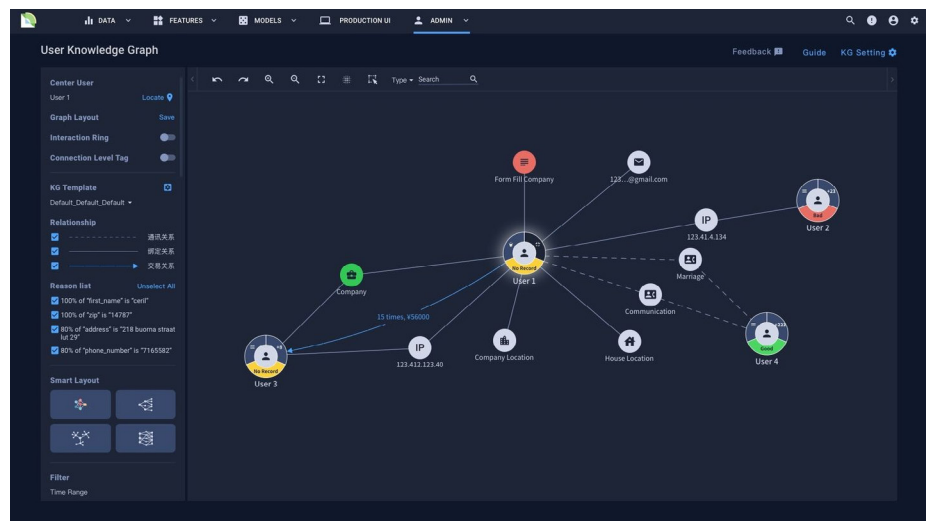 DATA FEATURES MODELS PRODUCTION UI ADMIN
User Knowledge Graph
Feedback Guide KG Setting
Center User
User 1 Locate
Graph Layout Save
Interaction Ring
Connection Level Tag
KG Template
Default_Default_Default
Relationship
通讯关系
绑定关系
交易关系
Reason list Unselect All
100% of "first_name" is "ceril"
100% of "zip" is "14787"
80% of "address" is "218 buorna straat
lut 29"
80% of "phone_number" is "7165582"
Smart Layout
Filter
Time Range
Type Search
Form Fill Company
123...@gmail.com
+23
Bad
User 2
IP
123.41.4.134
No Record
User 1
Marriage
Company
Communication
15 times, ¥56000
IP
123.412.123.40
Company Location
House Location
Good
User 4
No Record
User 3